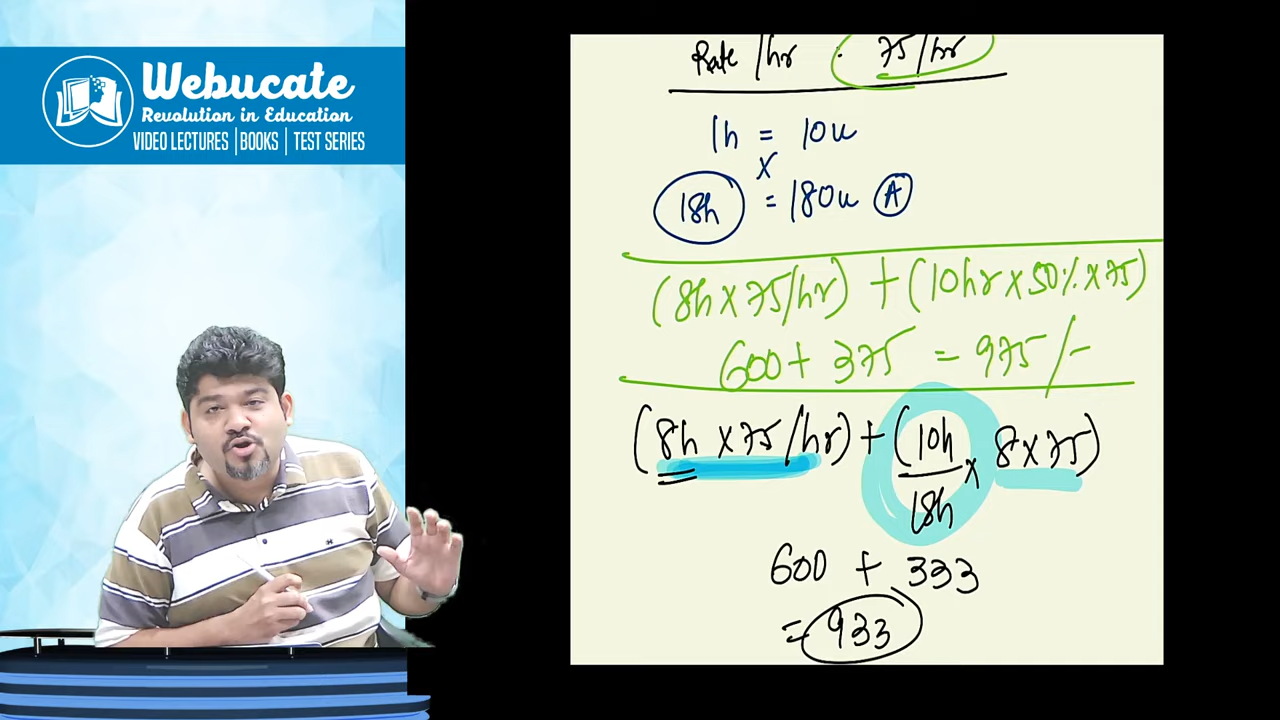 Webucate
Revolution in Education
VIDEO LECTURES | BOOKS | TEST SERIES
Rate /hr : 75/hr
1h = 10u
x
18h = 180u A
(8h x 75/hr) + (10hr x 50% x 75)
600 + 375 = 975/-
(8h x 75/hr) + (10h/18h x 8 x 75)
600 + 333
= 933